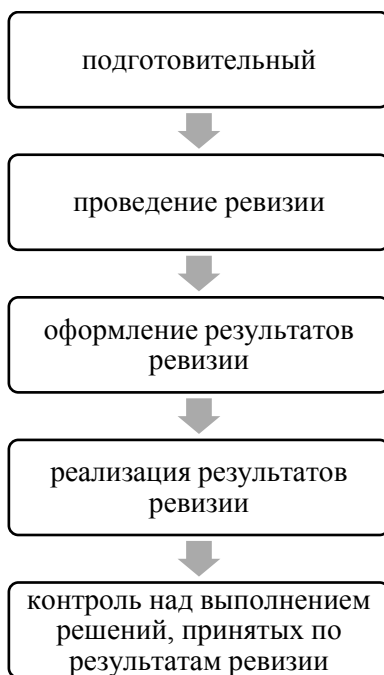 подготовительный
проведение ревизии
оформление результатов
ревизии
реализация результатов
ревизии
контроль над выполнением
решений, принятых по
результатам ревизии